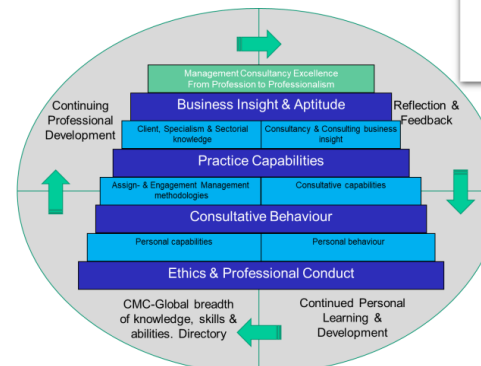 Management Consultancy Excellence
From Profession to Professionalism
Continuing
Professional
Development
Business Insight & Aptitude
Reflection &
Feedback
Client, Specialism & Sectorial
knowledge
Consultancy & Consulting business
insight
Practice Capabilities
Assign- & Engagement Management
methodologies
Consultative capabilities
Consultative Behaviour
Personal capabilities
Personal behaviour
Ethics & Professional Conduct
CMC-Global breadth
of knowledge, skills &
abilities. Directory
Continued Personal
Learning &
Development